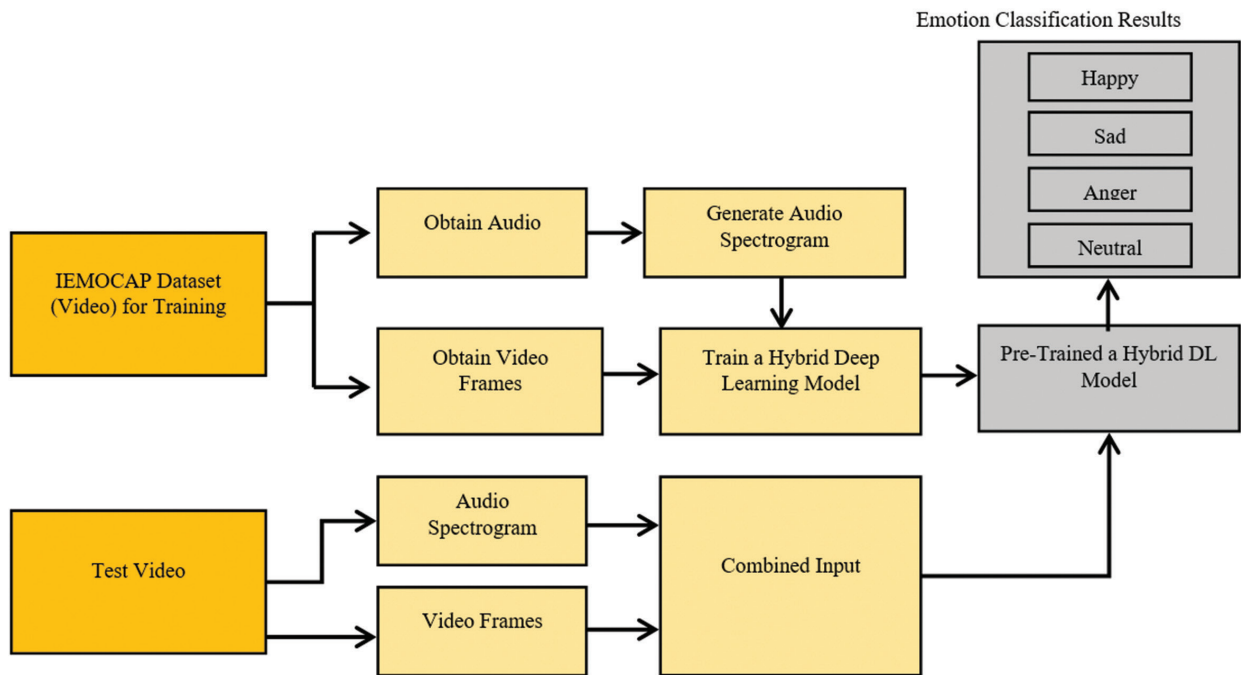 Emotion Classification Results
Happy
Sad
Anger
Neutral
Obtain Audio
Generate Audio
Spectrogram
IEMOCAP Dataset
(Video) for Training
Obtain Video
Frames
Train a Hybrid Deep
Learning Model
Pre-Trained a Hybrid DL
Model
Audio
Spectrogram
Test Video
Combined Input
Video Frames